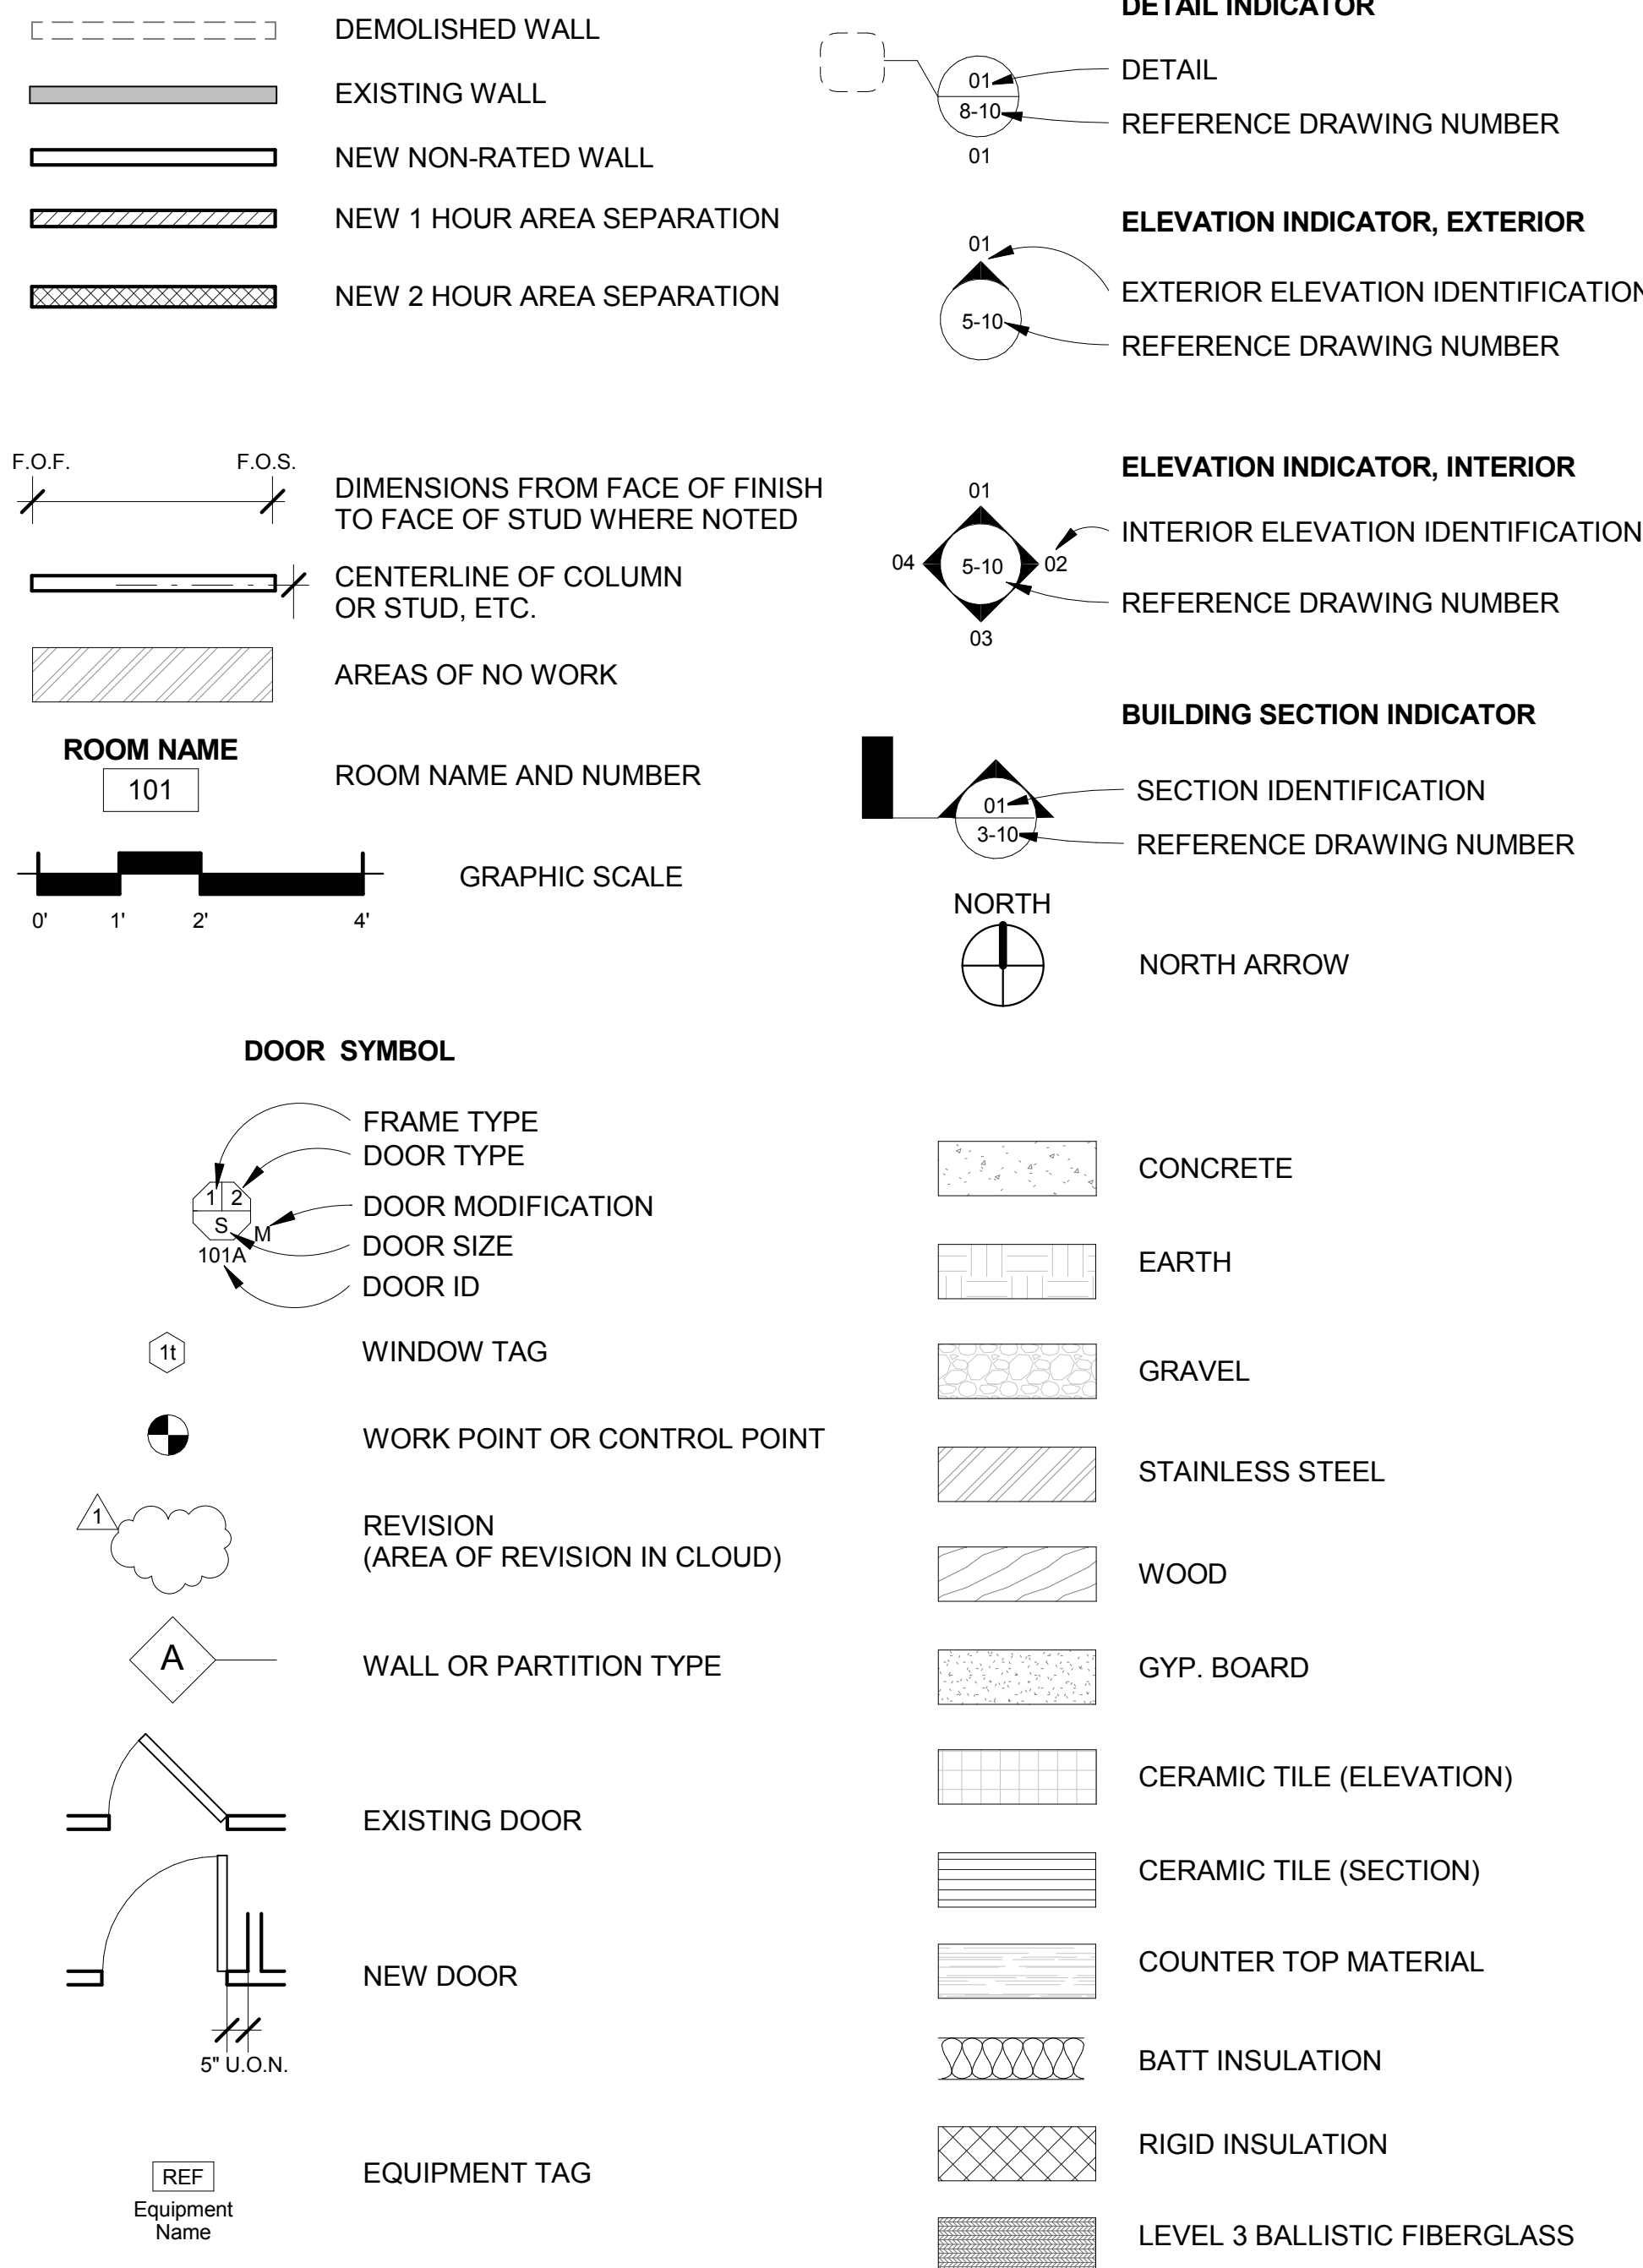 DEMOLISHED WALL
EXISTING WALL
NEW NON-RATED WALL
NEW 1 HOUR AREA SEPARATION
NEW 2 HOUR AREA SEPARATION
F.O.F.
F.O.S.
DIMENSIONS FROM FACE OF FINISH
TO FACE OF STUD WHERE NOTED
CENTERLINE OF COLUMN
OR STUD, ETC.
AREAS OF NO WORK
ROOM NAME
101
ROOM NAME AND NUMBER
GRAPHIC SCALE
0' 1' 2' 4'
DETAIL INDICATOR
01
DETAIL
8-10
REFERENCE DRAWING NUMBER
01
ELEVATION INDICATOR, EXTERIOR
01
EXTERIOR ELEVATION IDENTIFICATION
5-10
REFERENCE DRAWING NUMBER
ELEVATION INDICATOR, INTERIOR
01
INTERIOR ELEVATION IDENTIFICATION
04 5-10 02
REFERENCE DRAWING NUMBER
03
BUILDING SECTION INDICATOR
01
SECTION IDENTIFICATION
3-10
REFERENCE DRAWING NUMBER
NORTH
NORTH ARROW
DOOR SYMBOL
FRAME TYPE
DOOR TYPE
1 2
DOOR MODIFICATION
S M
DOOR SIZE
101A
DOOR ID
1t
WINDOW TAG
WORK POINT OR CONTROL POINT
1
REVISION
(AREA OF REVISION IN CLOUD)
A
WALL OR PARTITION TYPE
EXISTING DOOR
NEW DOOR
5" U.O.N.
REF
EQUIPMENT TAG
Equipment
Name
CONCRETE
EARTH
GRAVEL
STAINLESS STEEL
WOOD
GYP. BOARD
CERAMIC TILE (ELEVATION)
CERAMIC TILE (SECTION)
COUNTER TOP MATERIAL
BATT INSULATION
RIGID INSULATION
LEVEL 3 BALLISTIC FIBERGLASS